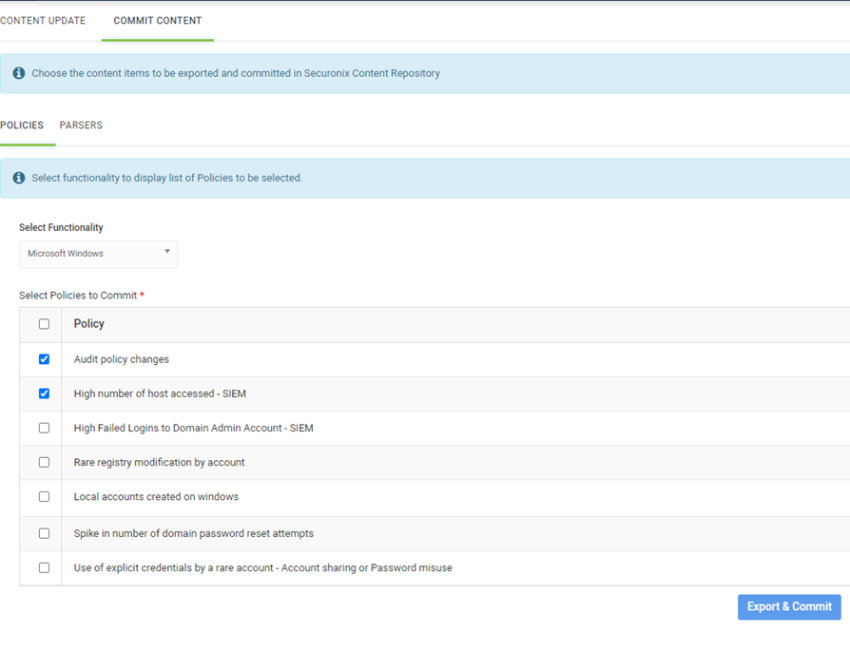 CONTENT UPDATE COMMIT CONTENT
Choose the content items to be exported and committed in Securonix Content Repository
POLICIES PARSERS
Select functionality to display list of Policies to be selected.
Select Functionality
Microsoft Windows
Select Policies to Commit *
Policy
Audit policy changes
High number of host accessed - SIEM
High Failed Logins to Domain Admin Account - SIEM
Rare registry modification by account
Local accounts created on windows
Spike in number of domain password reset attempts
Use of explicit credentials by a rare account - Account sharing or Password misuse
Export & Commit